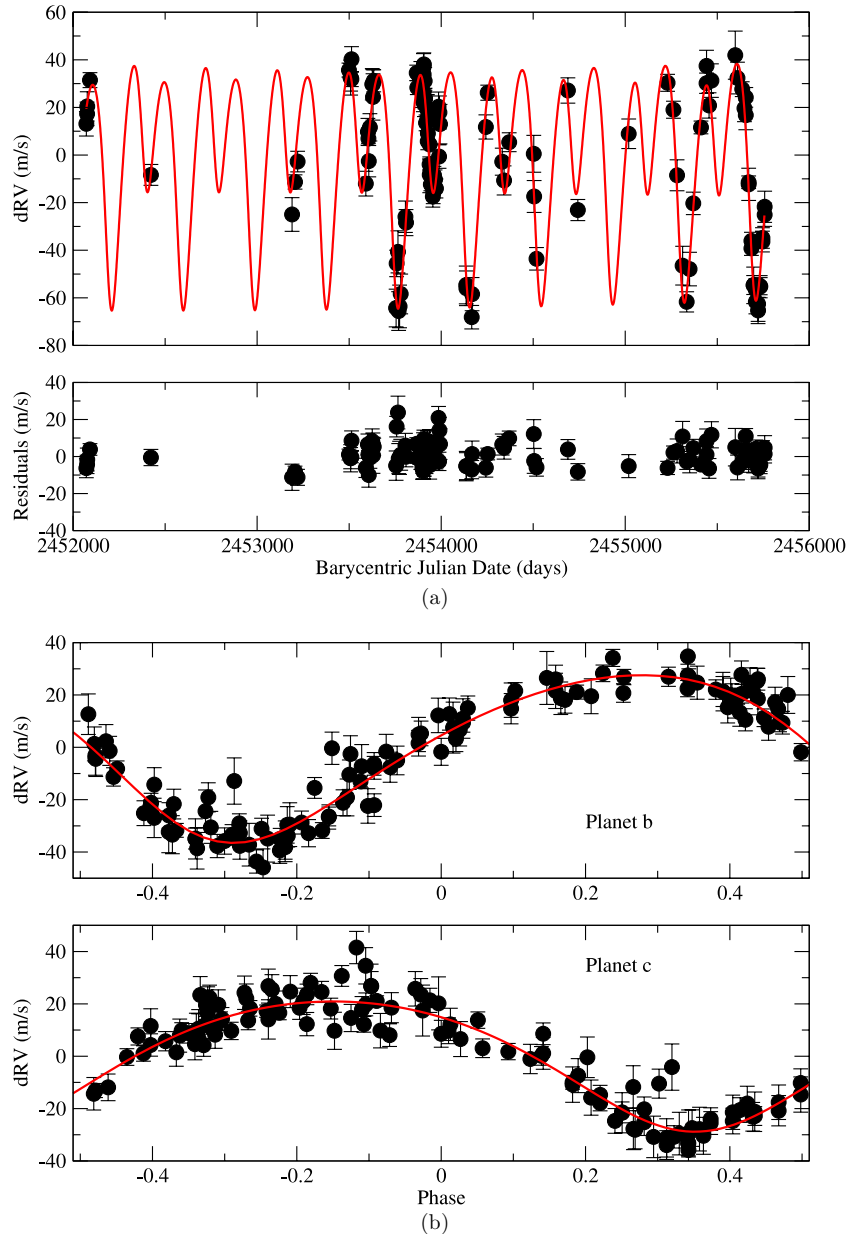 60
40
20
0
-20
-40
-60
-80
dRV (m/s)
40
20
0
-20
-40
Residuals (m/s)
2452000 2453000 2454000 2455000 2456000
Barycentric Julian Date (days)
(a)
40
20
0
-20
-40
dRV (m/s)
Planet b
-0.4 -0.2 0 0.2 0.4
40
20
0
-20
-40
dRV (m/s)
Planet c
-0.4 -0.2 0 0.2 0.4
Phase
(b)